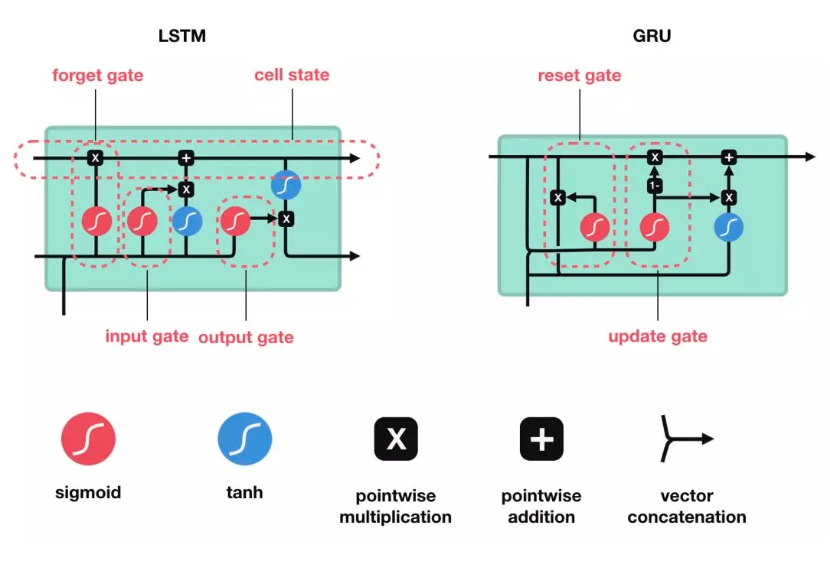 LSTM
GRU
forget gate
cell state
reset gate
X
+
X
X
X
+
1-
X
X
input gate
output gate
update gate
X
+
sigmoid
tanh
pointwise
multiplication
pointwise
addition
vector
concatenation